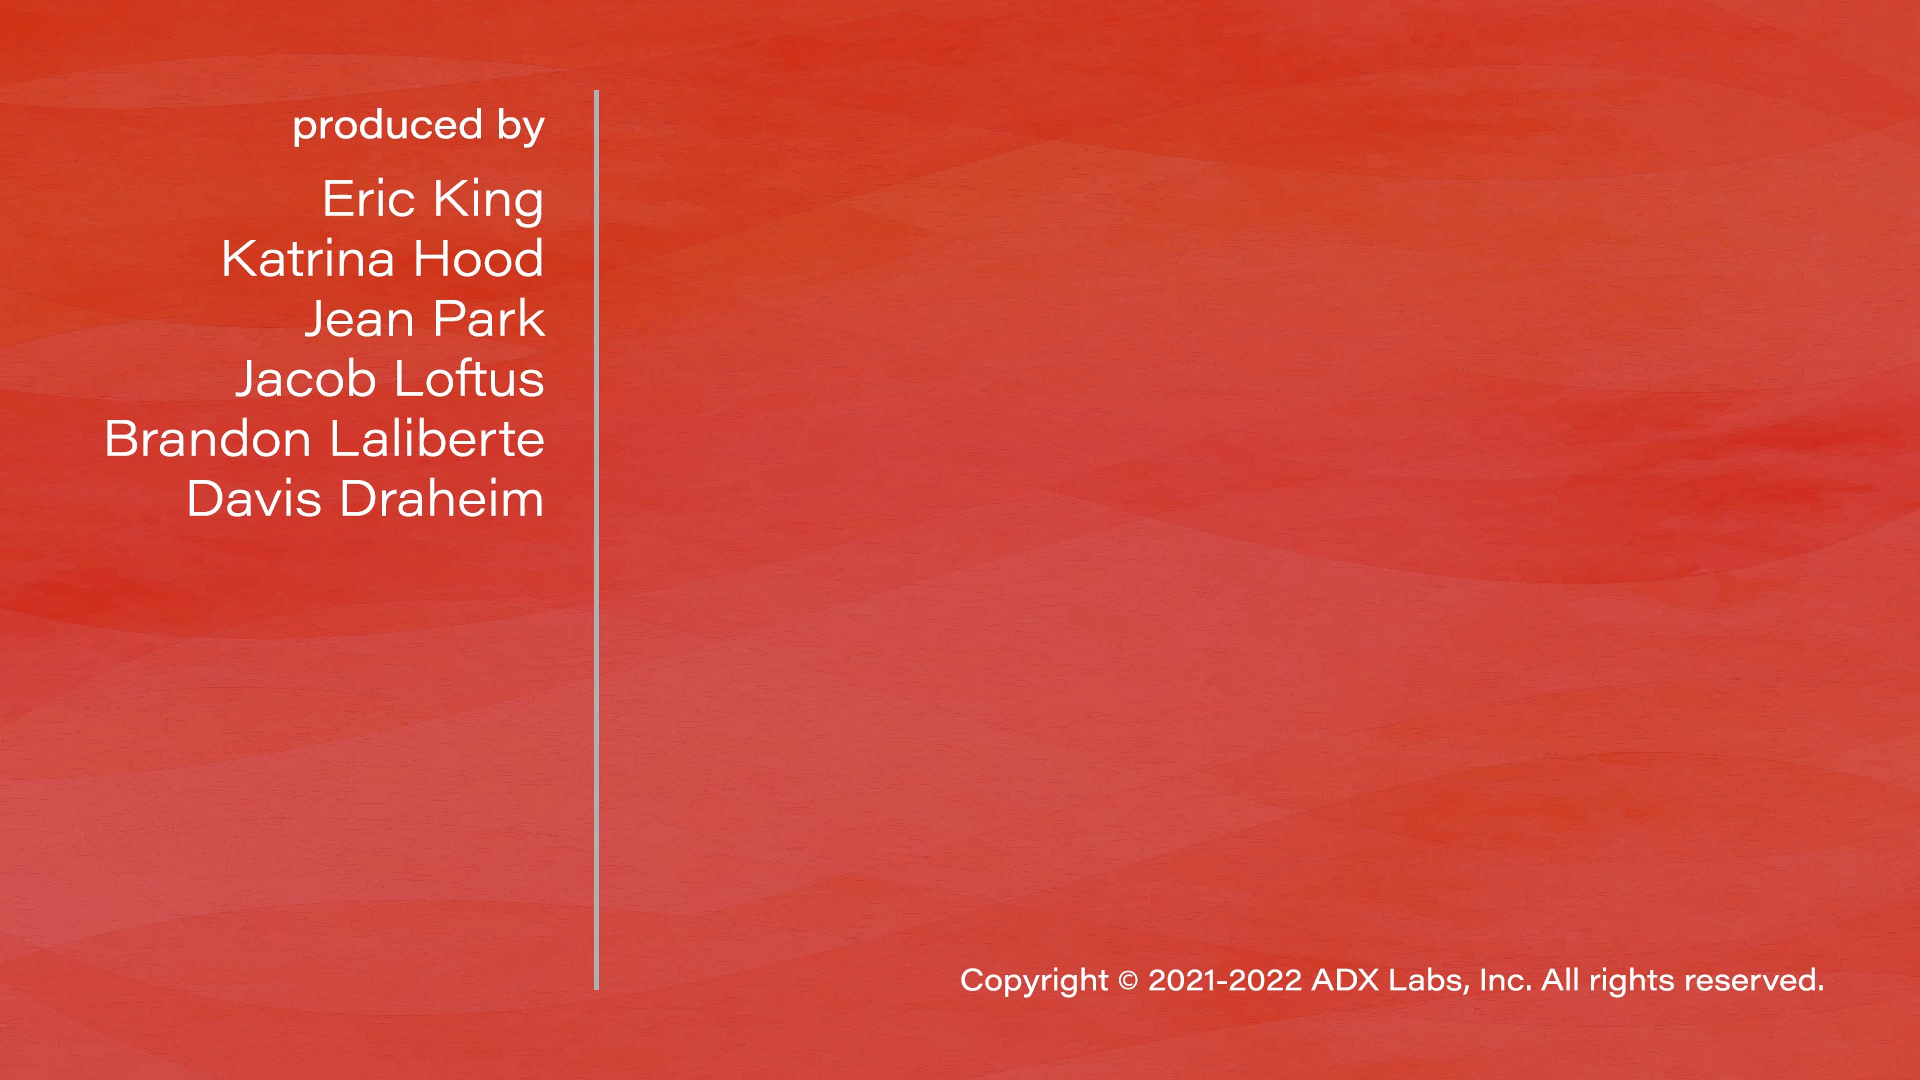 produced by
Eric King
Katrina Hood
Jean Park
Jacob Loftus
Brandon Laliberte
Davis Draheim
Copyright © 2021-2022 ADX Labs, Inc. All rights reserved.